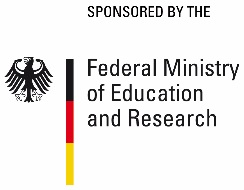 SPONSORED BY THE
Federal Ministry
of Education
and Research